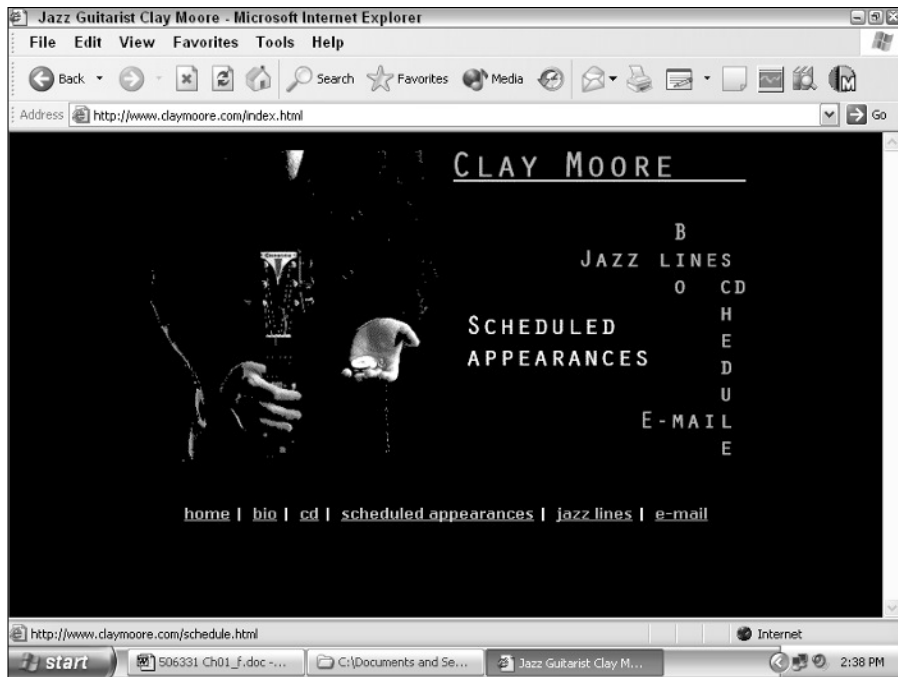 Jazz Guitarist Clay Moore - Microsoft Internet Explorer
File Edit View Favorites Tools Help
Back Search Favorites Media
Address http://www.claymoore.com/index.html Go
CLAY MOORE
B
JAZZ LINES
O CD
H
SCHEDULED
E
APPEARANCES
D
U
E-MAIL
E
home | bio | cd | scheduled appearances | jazz lines | e-mail
http://www.claymoore.com/schedule.html Internet
start 506331 Ch01_f.doc -... C:\Documents and Se... Jazz Guitarist Clay M... 2:38 PM